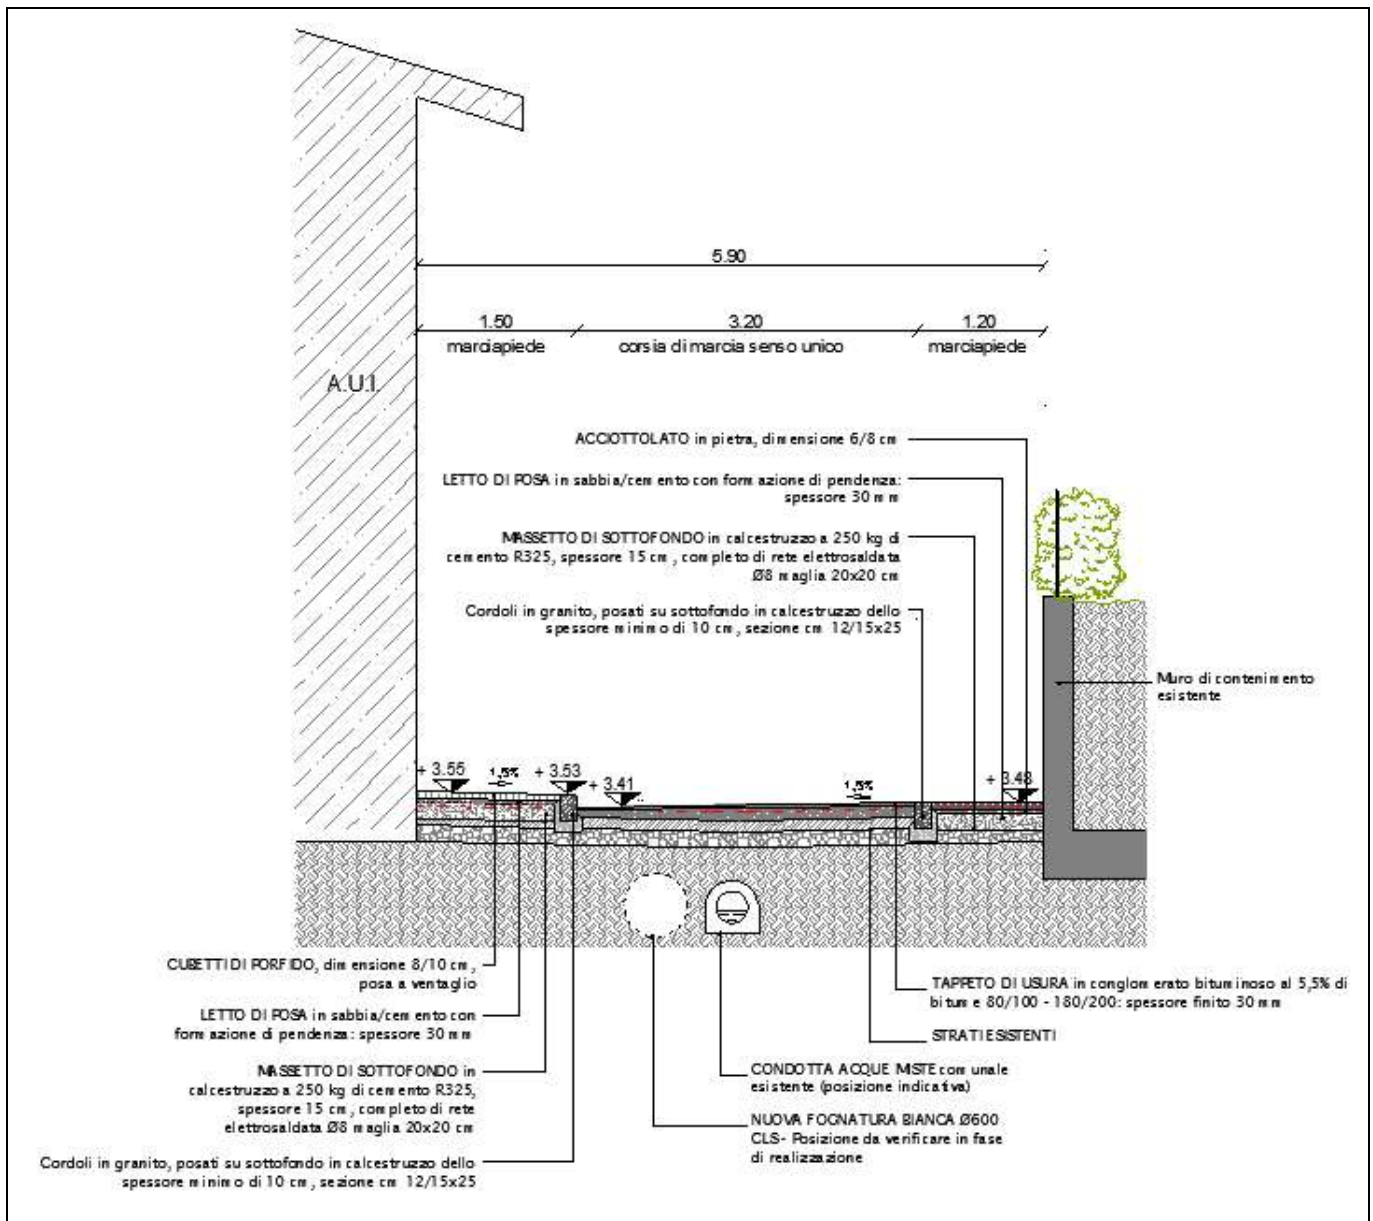 5.90
1.50
3.20
1.20
marciapiede
corsia di marcia senso unico
marciapiede
A.U.I.
ACCIOTTOLATO in pietra, dimensione 6/8 cm
LETTO DI POSA in sabbia/cemento con formazione di pendenza:
spessore 30 mm
MASSETTO DI SOTTOFONDO in calcestruzzo a 250 kg di
cemento R325, spessore 15 cm, completo di rete elettrosaldata
Ø8 maglia 20x20 cm
Cordoli in granito, posati su sottofondo in calcestruzzo dello
spessore minimo di 10 cm, sezione cm 12/15x25
Muro di contenimento
esistente
+ 3.55
1,5%
+ 3.53
+ 3.41
1,5%
+ 3.48
CUBETTI DI PORFIDO, dimensione 8/10 cm,
posa a ventaglio
LETTO DI POSA in sabbia/cemento con
formazione di pendenza: spessore 30 mm
MASSETTO DI SOTTOFONDO in
calcestruzzo a 250 kg di cemento R325,
spessore 15 cm, completo di rete
elettrosaldata Ø8 maglia 20x20 cm
Cordoli in granito, posati su sottofondo in calcestruzzo dello
spessore minimo di 10 cm, sezione cm 12/15x25
TAPPETO DI USURA in conglomerato bituminoso al 5,5% di
bitume 80/100 - 180/200: spessore finito 30 mm
STRATI ESISTENTI
CONDOTTA ACQUE MISTE comunale
esistente (posizione indicativa)
NUOVA FOGNATURA BIANCA Ø600
CLS- Posizione da verificare in fase
di realizzazione